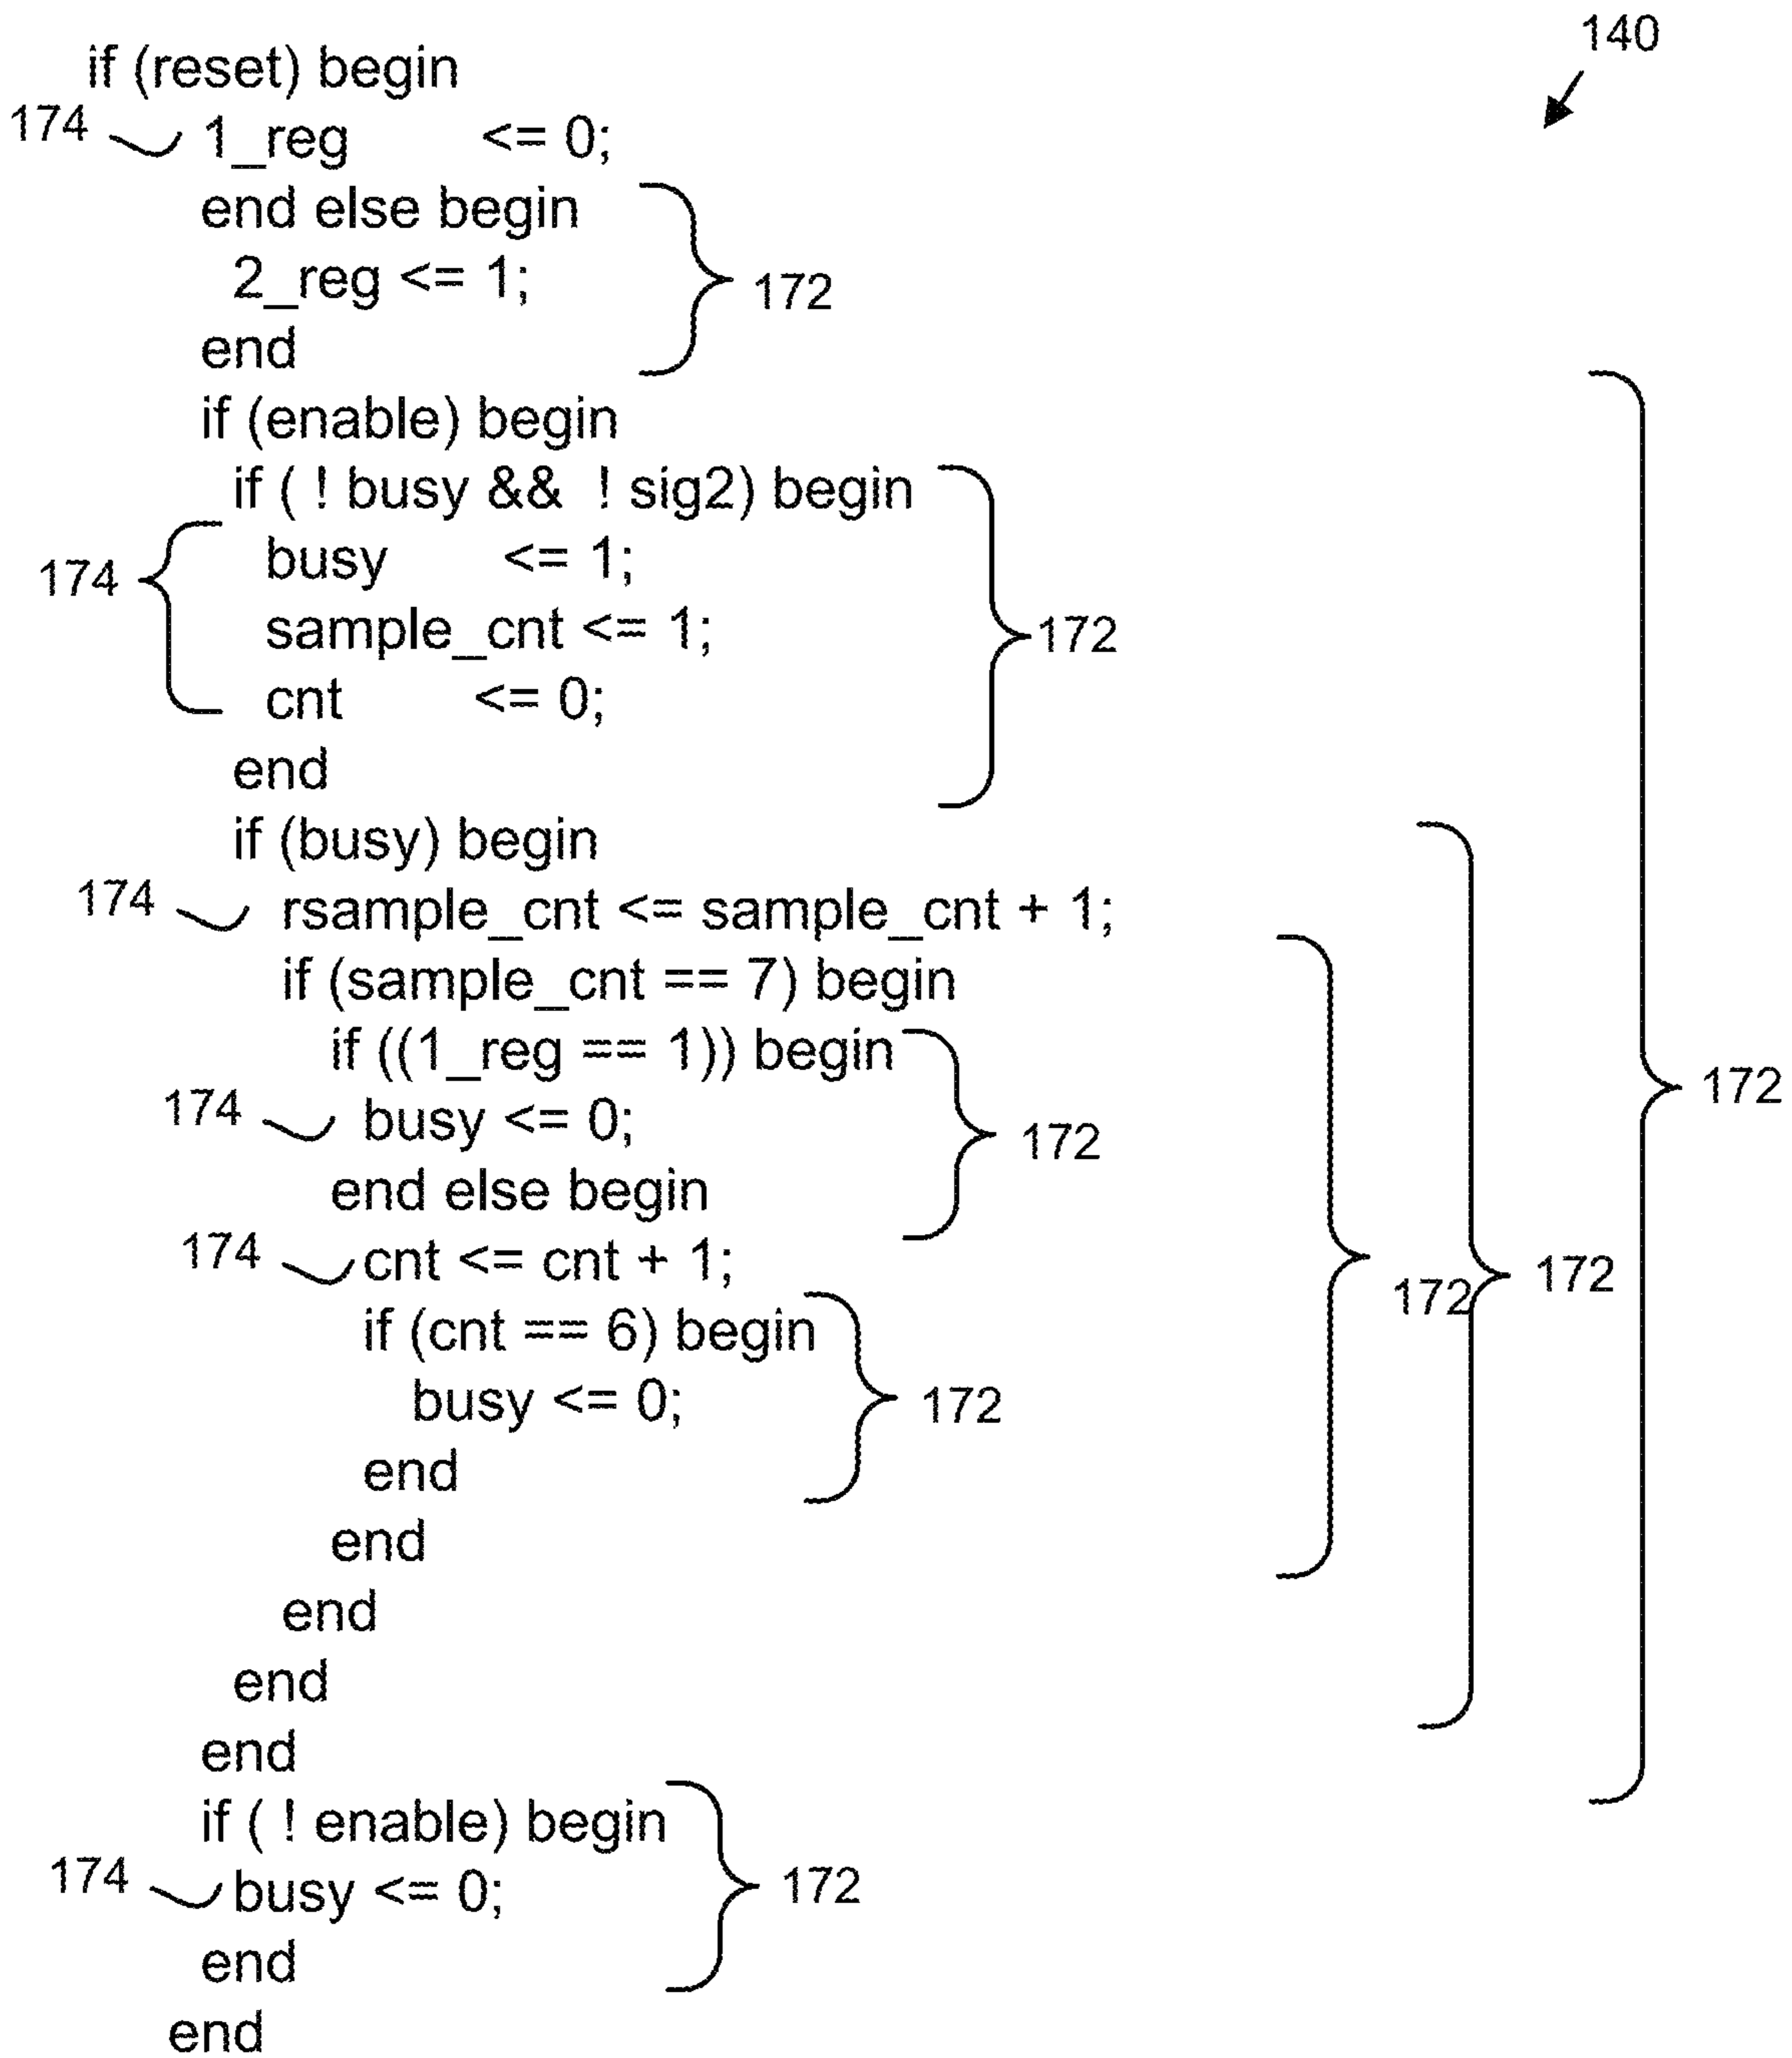 140
if (reset) begin
174 1_reg <= 0;
end else begin
2_reg <= 1; 172
end
if (enable) begin
if ( ! busy && ! sig2) begin
174 busy <= 1;
sample_cnt <= 1; 172
cnt <= 0;
end
if (busy) begin
174 rsample_cnt <= sample_cnt + 1;
if (sample_cnt == 7) begin
if ((1_reg == 1)) begin
174 busy <= 0; 172 172
end else begin
174 cnt <= cnt + 1; 172 172
if (cnt == 6) begin
busy <= 0; 172
end
end
end
end
end
if ( ! enable) begin
174 busy <= 0; 172
end
end